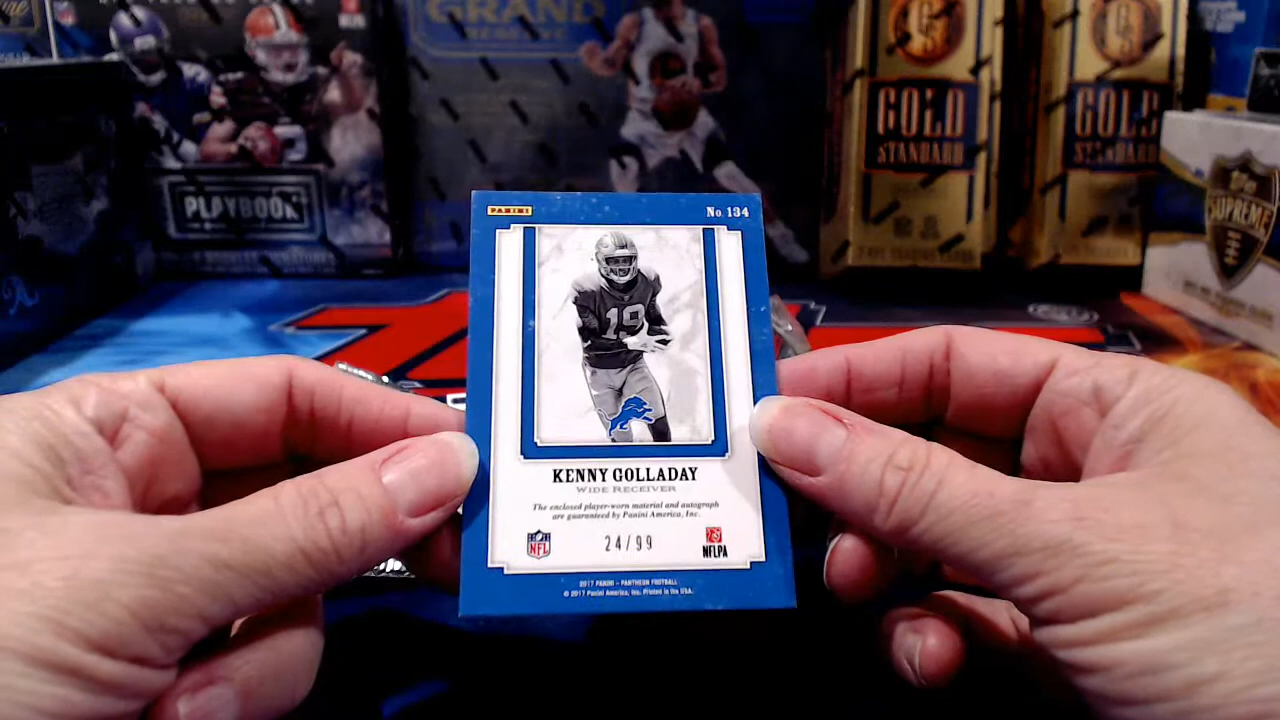 GRAND
RESERVE
PLAYBOOK
GOLD
STANDARD
GOLD
STANDARD
SUPREME
PANINI
No. 134
19
KENNY GOLLADAY
WIDE RECEIVER
The enclosed player-worn material and autograph
are guaranteed by Panini America, Inc.
NFL
24/99
NFLPA
2017 PANINI - PANTHEON FOOTBALL
© 2017 Panini America, Inc. Printed in the USA.